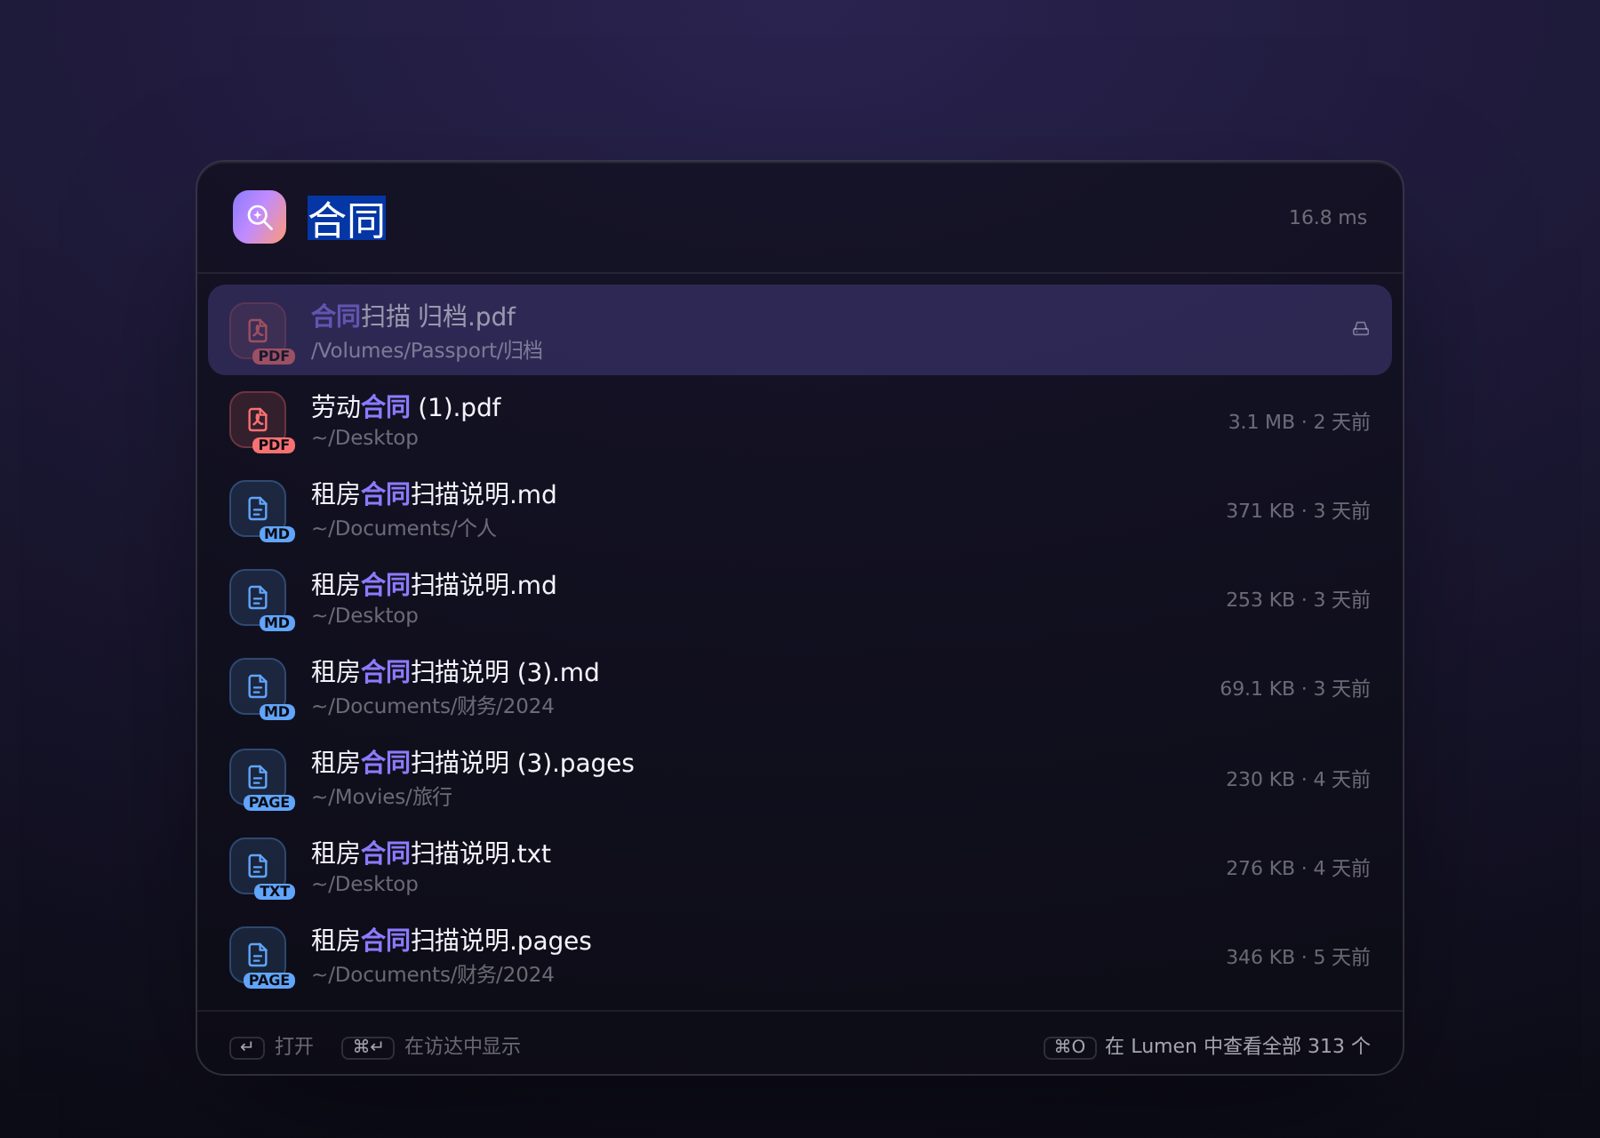 合同
16.8 ms
合同扫描 归档.pdf
/Volumes/Passport/归档
PDF
劳动合同 (1).pdf
~/Desktop
PDF
3.1 MB · 2 天前
租房合同扫描说明.md
~/Documents/个人
MD
371 KB · 3 天前
租房合同扫描说明.md
~/Desktop
MD
253 KB · 3 天前
租房合同扫描说明 (3).md
~/Documents/财务/2024
MD
69.1 KB · 3 天前
租房合同扫描说明 (3).pages
~/Movies/旅行
PAGE
230 KB · 4 天前
租房合同扫描说明.txt
~/Desktop
TXT
276 KB · 4 天前
租房合同扫描说明.pages
~/Documents/财务/2024
PAGE
346 KB · 5 天前
↵ 打开 ⌘↵ 在访达中显示
⌘O 在 Lumen 中查看全部 313 个